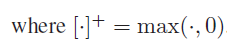 where [·]⁺ = max(·, 0)